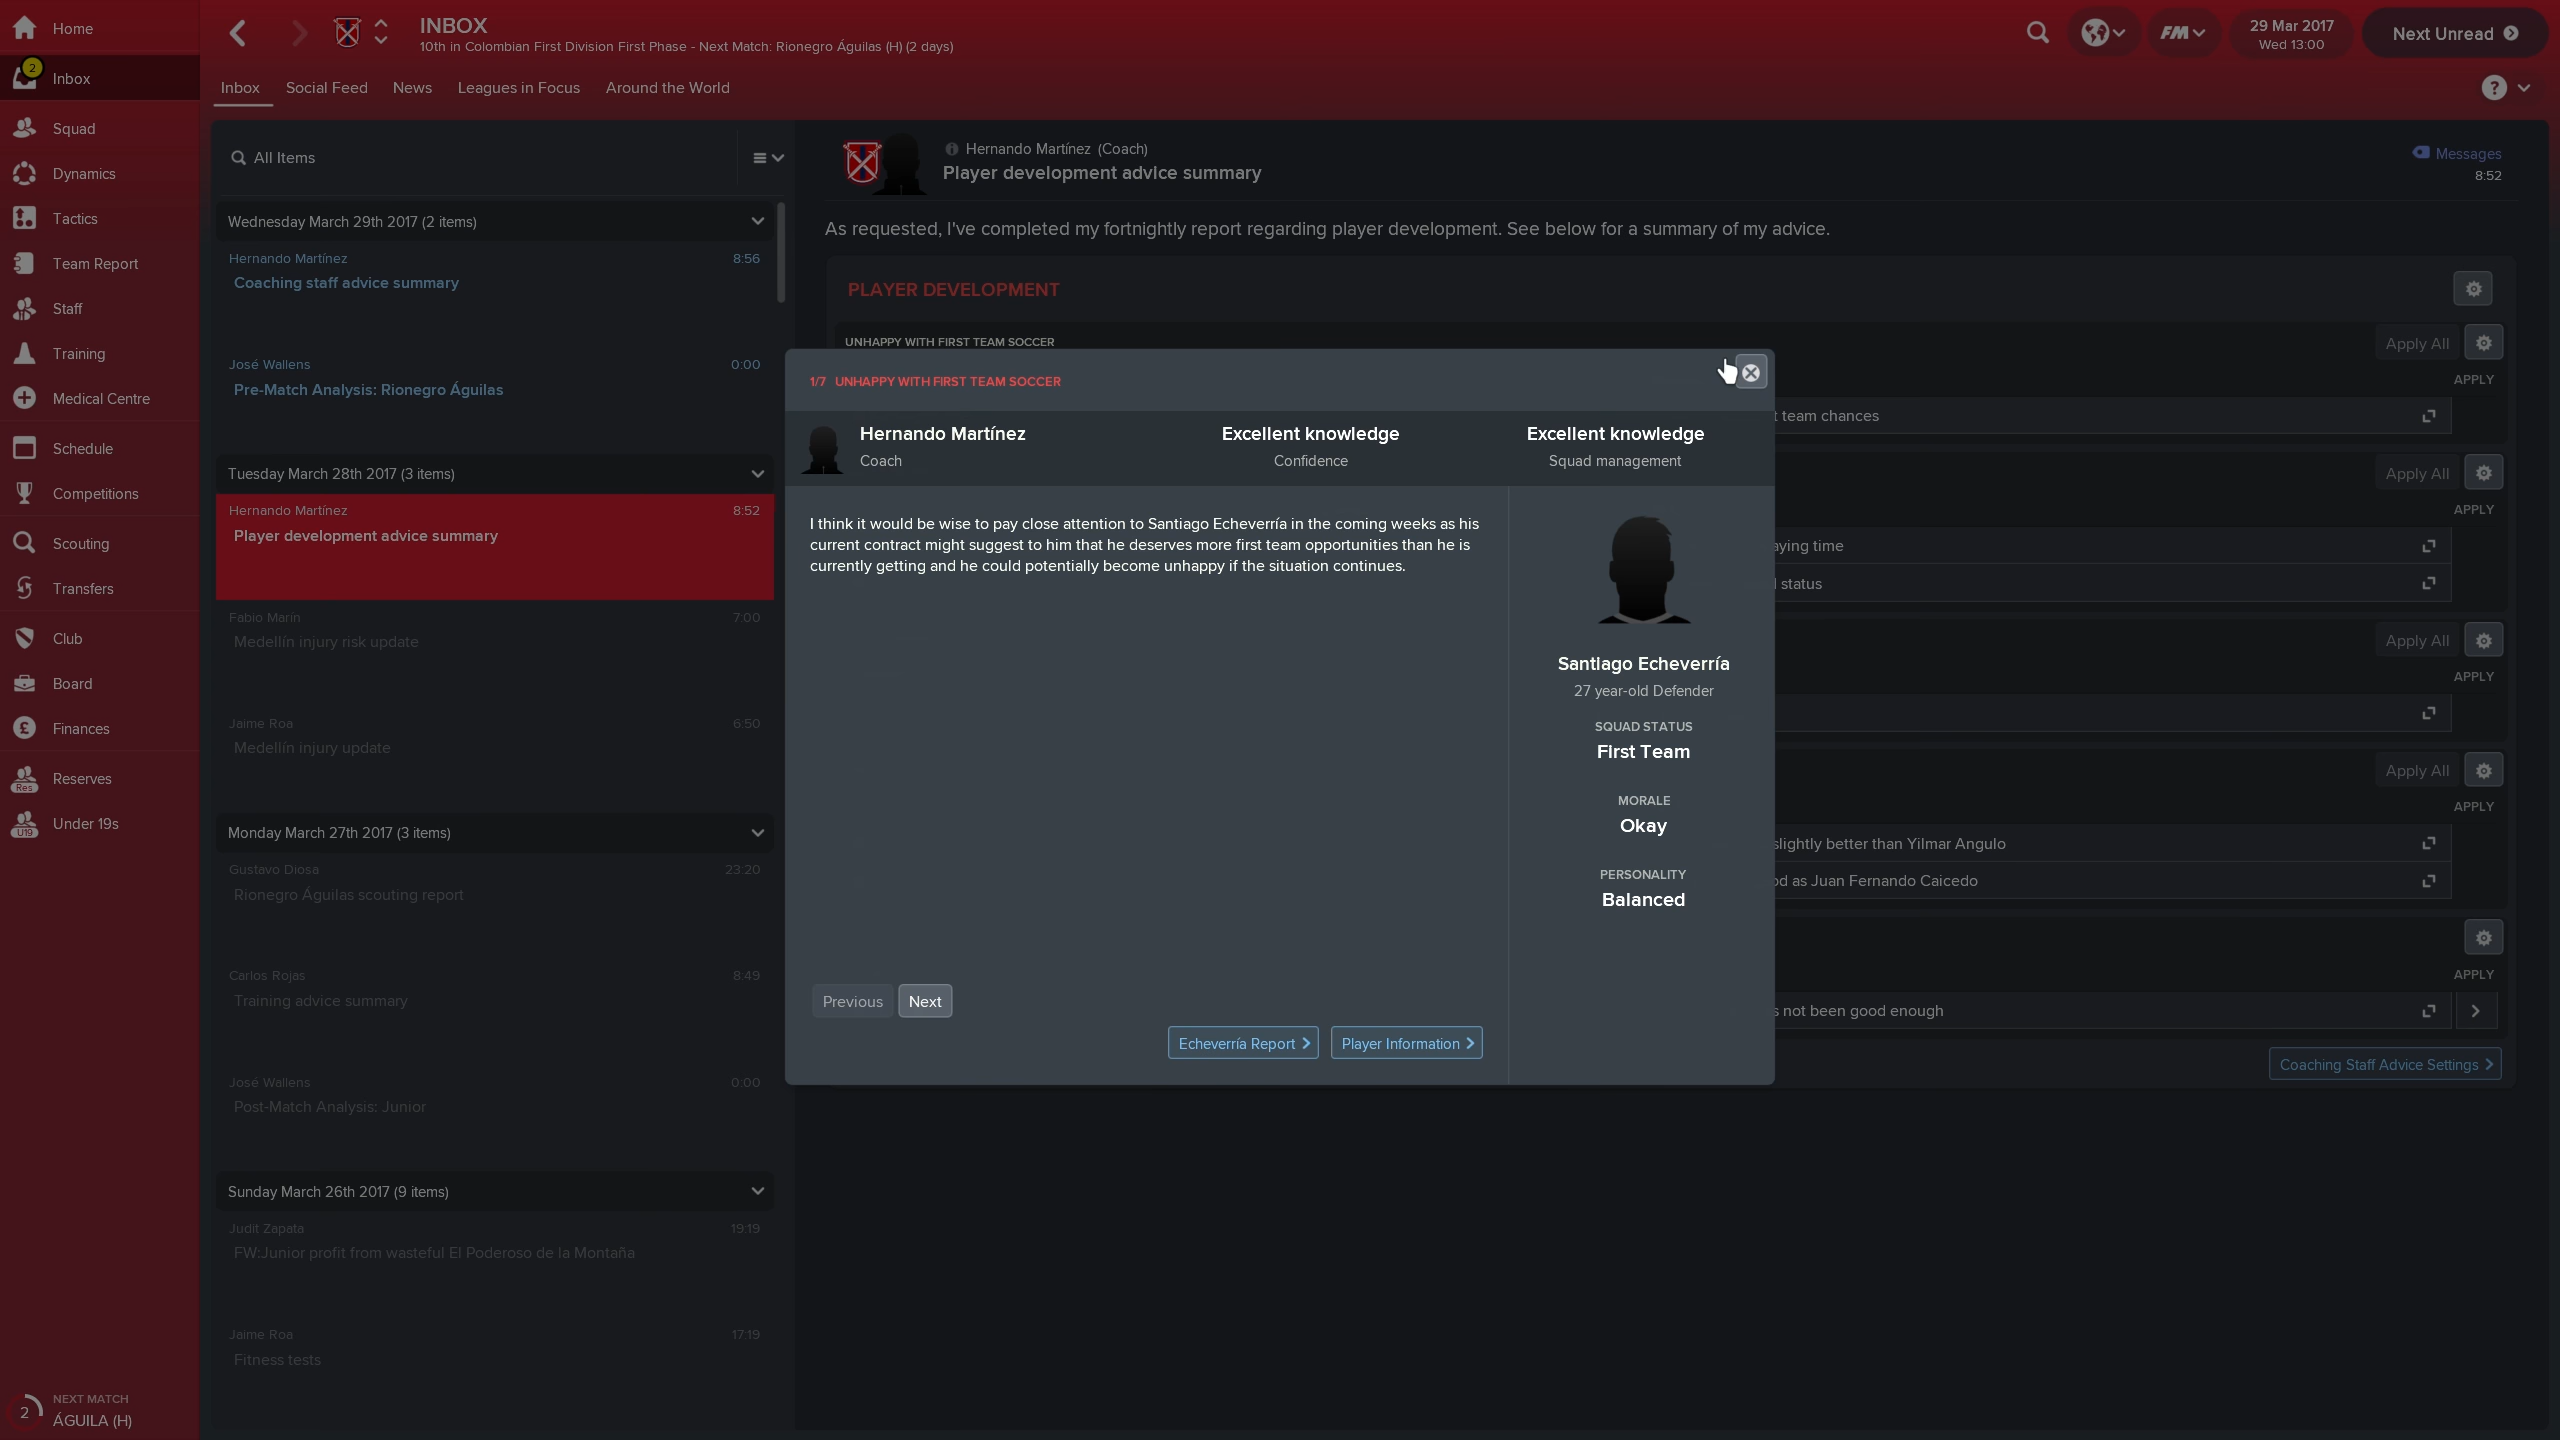 Home
2
Inbox
Squad
Dynamics
Tactics
Team Report
Staff
Training
Medical Centre
Schedule
Competitions
Scouting
Transfers
Club
Board
Finances
Res
Reserves
U19
Under 19s
2
NEXT MATCH
ÁGUILA (H)
INBOX
10th in Colombian First Division First Phase - Next Match: Rionegro Águilas (H) (2 days)
FM
29 Mar 2017
Wed 13:00
Next Unread
Inbox
Social Feed
News
Leagues in Focus
Around the World
?
All Items
Wednesday March 29th 2017 (2 items)
Hernando Martínez 8:56
Coaching staff advice summary
José Wallens 0:00
Pre-Match Analysis: Rionegro Águilas
Tuesday March 28th 2017 (3 items)
Hernando Martínez 8:52
Player development advice summary
Fabio Marín 7:00
Medellín injury risk update
Jaime Roa 6:50
Medellín injury update
Monday March 27th 2017 (3 items)
Gustavo Diosa 23:20
Rionegro Águilas scouting report
Carlos Rojas 8:49
Training advice summary
José Wallens 0:00
Post-Match Analysis: Junior
Sunday March 26th 2017 (9 items)
Judit Zapata 19:19
FW:Junior profit from wasteful El Poderoso de la Montaña
Jaime Roa 17:19
Fitness tests
Hernando Martínez (Coach)
Player development advice summary
Messages
8:52
As requested, I've completed my fortnightly report regarding player development. See below for a summary of my advice.
PLAYER DEVELOPMENT
UNHAPPY WITH FIRST TEAM SOCCER
Apply All
APPLY
t team chances
Apply All
APPLY
aying time
d status
Apply All
APPLY
Apply All
APPLY
slightly better than Yilmar Angulo
od as Juan Fernando Caicedo
APPLY
s not been good enough
Coaching Staff Advice Settings
1/7 UNHAPPY WITH FIRST TEAM SOCCER
Hernando Martínez
Coach
Excellent knowledge
Confidence
Excellent knowledge
Squad management
I think it would be wise to pay close attention to Santiago Echeverría in the coming weeks as his
current contract might suggest to him that he deserves more first team opportunities than he is
currently getting and he could potentially become unhappy if the situation continues.
Santiago Echeverría
27 year-old Defender
SQUAD STATUS
First Team
MORALE
Okay
PERSONALITY
Balanced
Previous
Next
Echeverría Report
Player Information